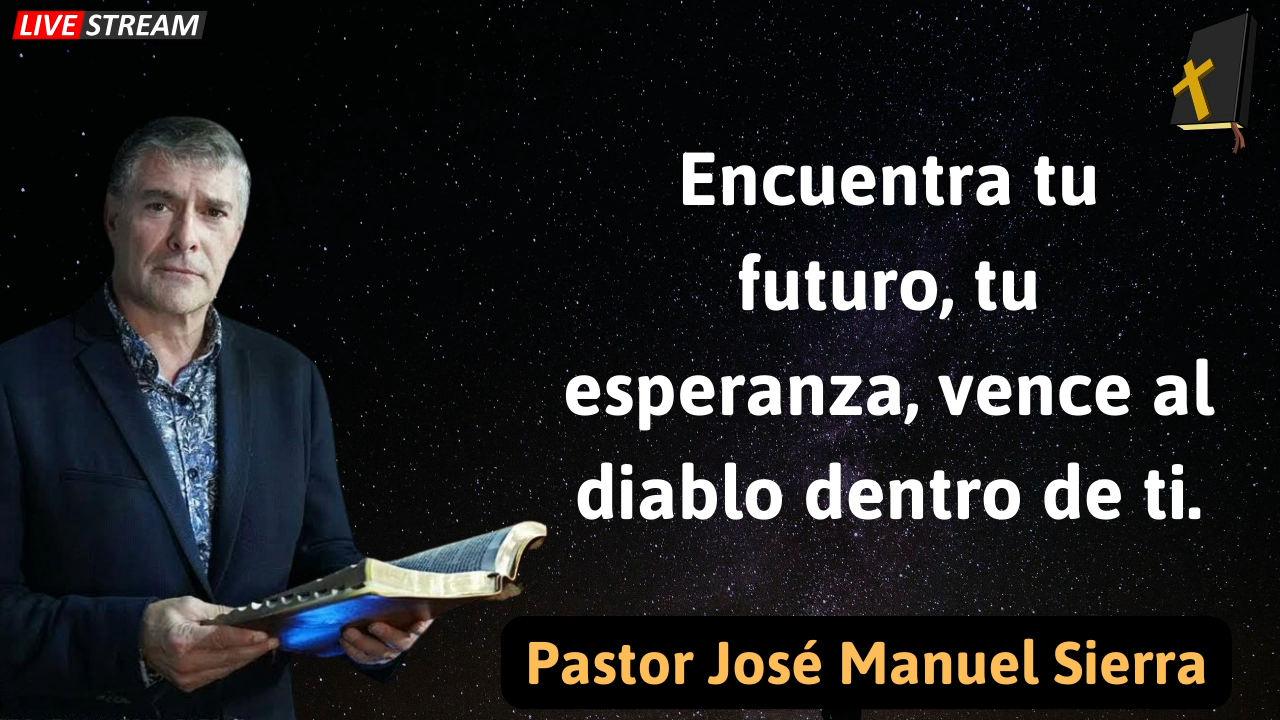 LIVE STREAM
Encuentra tu
futuro, tu
esperanza, vence al
diablo dentro de ti.
Pastor José Manuel Sierra